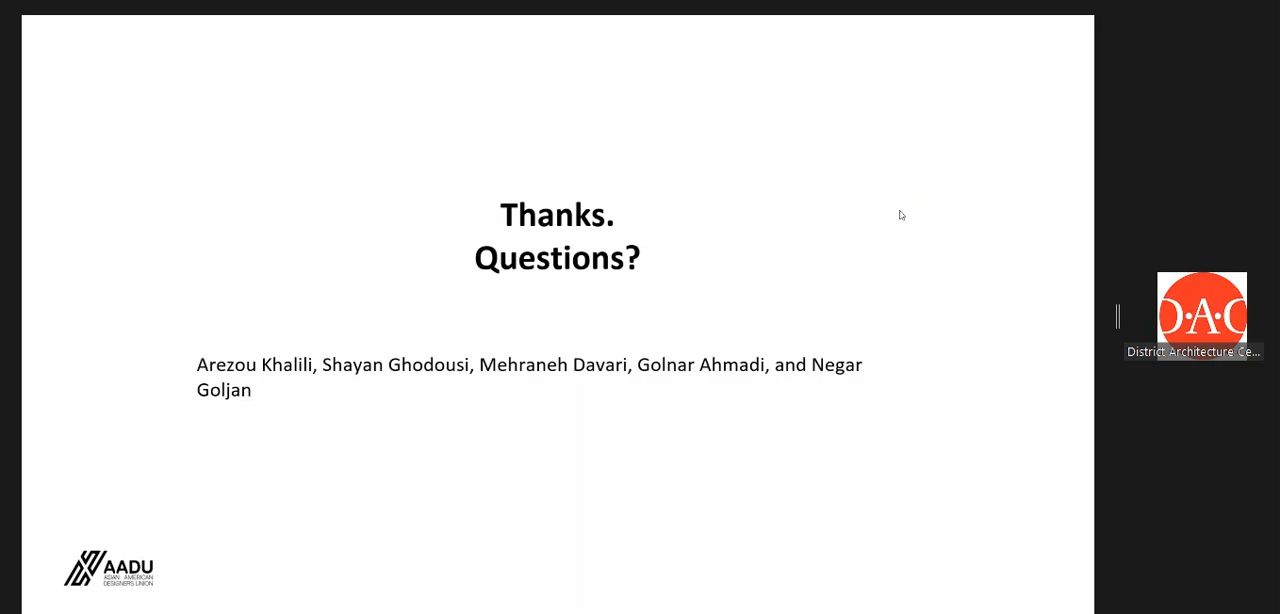 Thanks.
Questions?
Arezou Khalili, Shayan Ghodousi, Mehraneh Davari, Golnar Ahmadi, and Negar
Goljan
AADU
ASIAN AMERICAN
DESIGNERS UNION
D·A·C
District Architecture Ce...